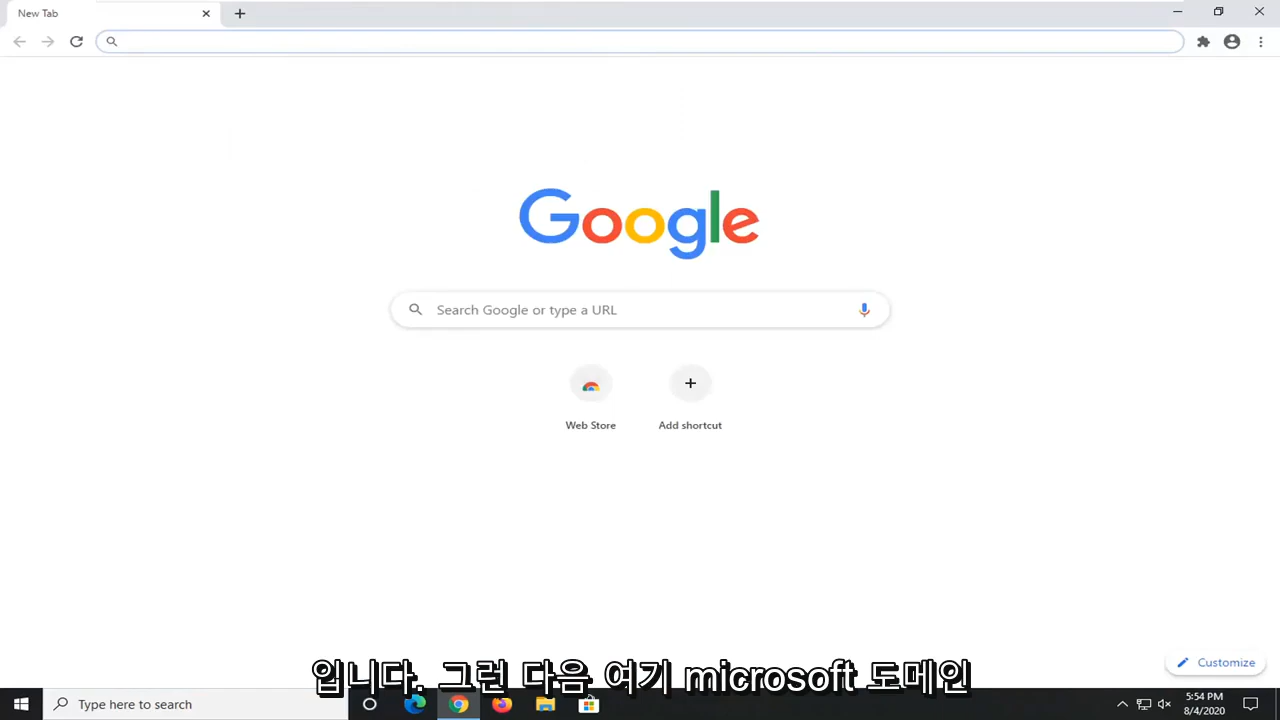 New Tab
Google
Search Google or type a URL
Web Store
Add shortcut
Customize
입니다. 그런 다음 여기 microsoft 도메인
Type here to search
5:54 PM
8/4/2020